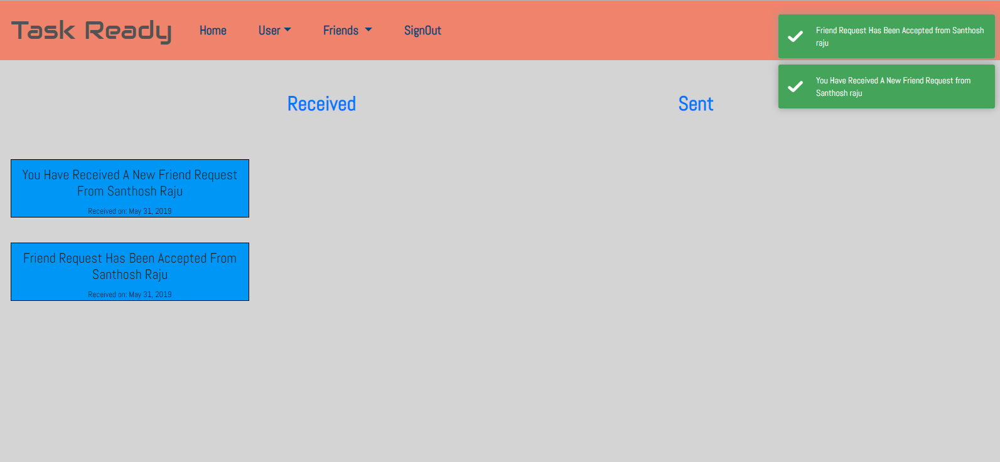 Task Ready
Home
User
Friends
SignOut
Friend Request Has Been Accepted from Santhosh
raju
You Have Received A New Friend Request from
Santhosh raju
Received
Sent
You Have Received A New Friend Request
From Santhosh Raju
Received on: May 31, 2019
Friend Request Has Been Accepted From
Santhosh Raju
Received on: May 31, 2019